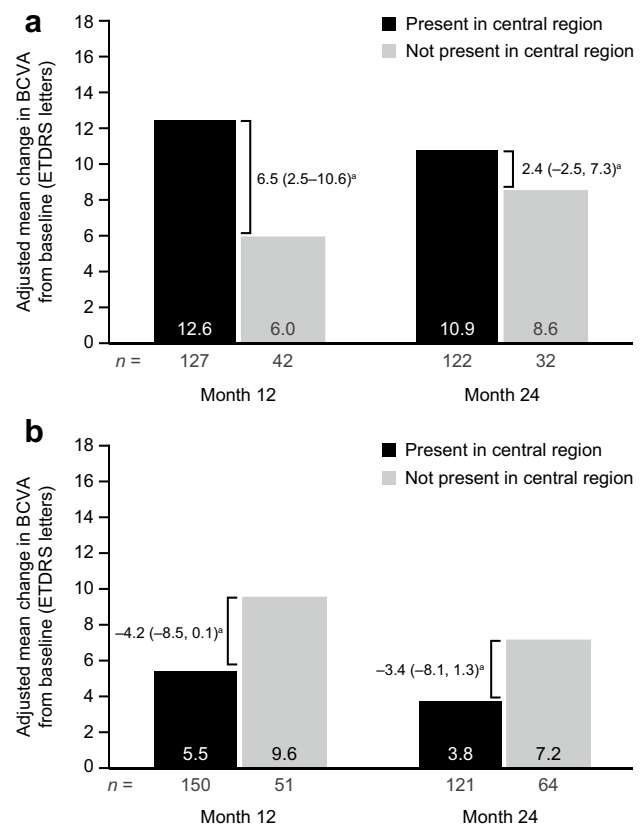 a
Adjusted mean change in BCVA
from baseline (ETDRS letters)
18
16
14
12
10
8
6
4
2
0
Present in central region
Not present in central region
6.5 (2.5–10.6)ᵃ
2.4 (–2.5, 7.3)ᵃ
12.6
6.0
10.9
8.6
n = 127 42 122 32
Month 12 Month 24
b
Adjusted mean change in BCVA
from baseline (ETDRS letters)
18
16
14
12
10
8
6
4
2
0
Present in central region
Not present in central region
–4.2 (–8.5, 0.1)ᵃ
–3.4 (–8.1, 1.3)ᵃ
5.5
9.6
3.8
7.2
n = 150 51 121 64
Month 12 Month 24